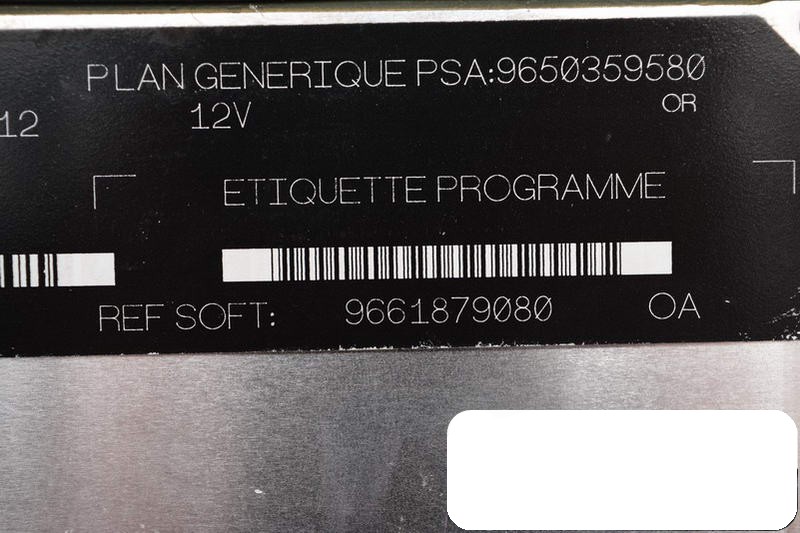 PLAN GENERIQUE PSA:9650359580
OR
12 12V
ETIQUETTE PROGRAMME
REF SOFT: 9661879080 OA